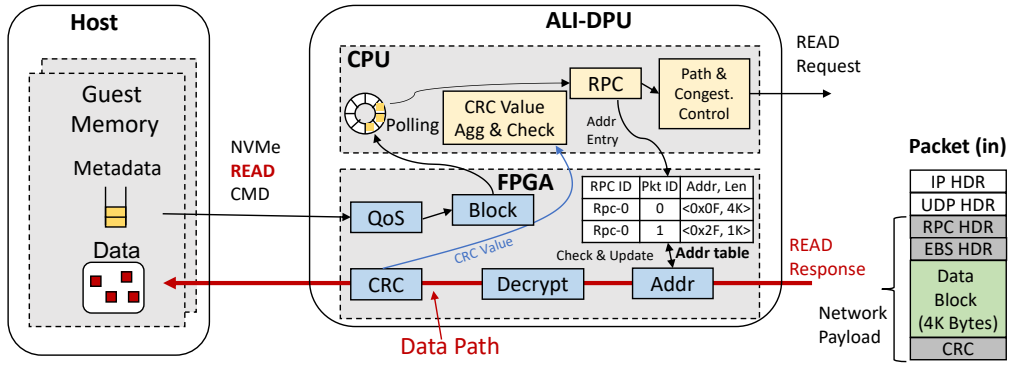 Host
ALI-DPU
Guest
Memory
Metadata
Data
NVMe
READ
CMD
CPU
Polling
CRC Value
Agg & Check
RPC
Path &
Congest.
Control
READ
Request
Addr
Entry
FPGA
QoS
Block
RPC ID Pkt ID Addr, Len
Rpc-0 0 <0x0F, 4K>
Rpc-0 1 <0x2F, 1K>
CRC Value
Check & Update
Addr table
CRC
Decrypt
Addr
READ
Response
Data Path
Packet (in)
IP HDR
UDP HDR
RPC HDR
EBS HDR
Data
Block
(4K Bytes)
CRC
Network
Payload